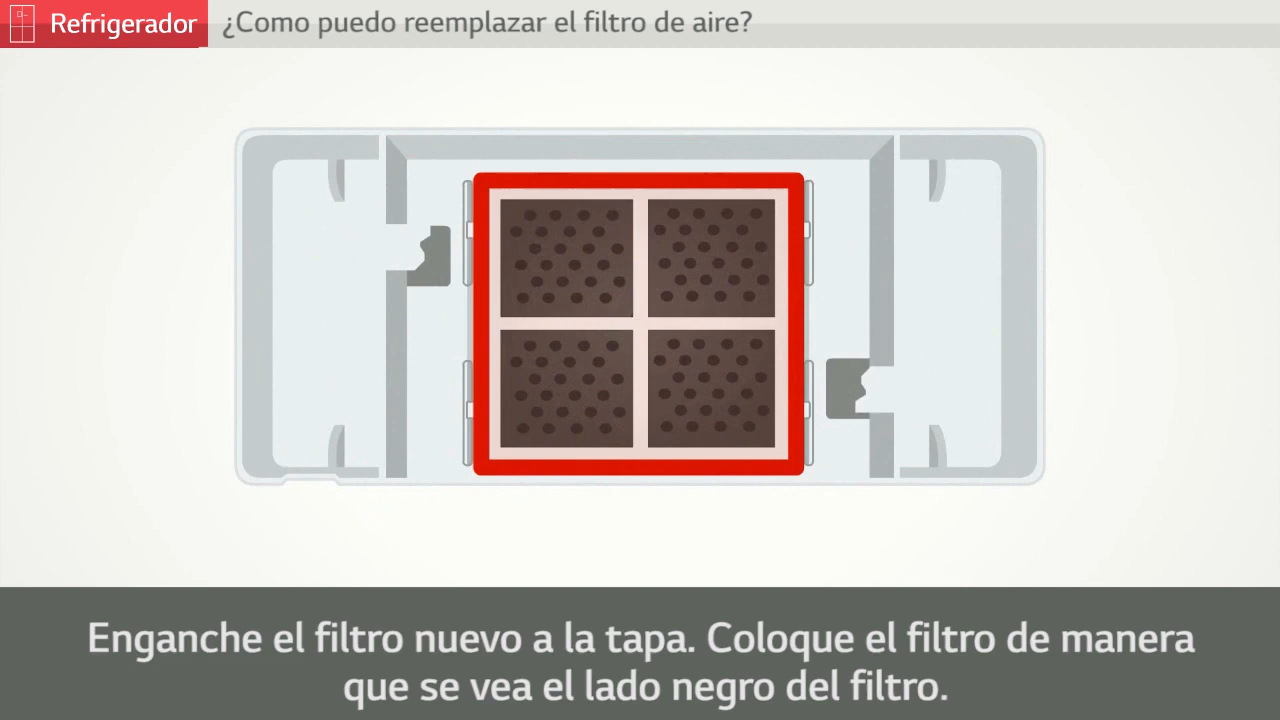 Refrigerador
¿Como puedo reemplazar el filtro de aire?
Enganche el filtro nuevo a la tapa. Coloque el filtro de manera
que se vea el lado negro del filtro.